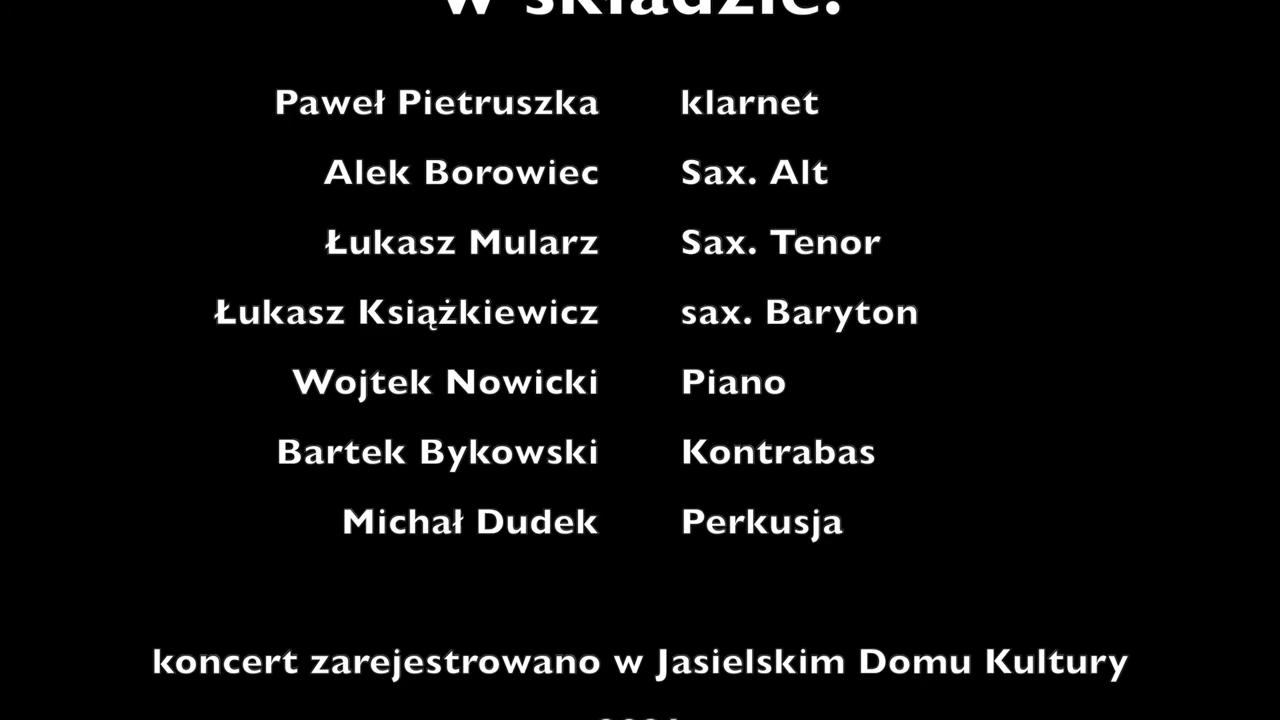 w składzie:
Paweł Pietruszka klarnet
Alek Borowiec Sax. Alt
Łukasz Mularz Sax. Tenor
Łukasz Książkiewicz sax. Baryton
Wojtek Nowicki Piano
Bartek Bykowski Kontrabas
Michał Dudek Perkusja
koncert zarejestrowano w Jasielskim Domu Kultury